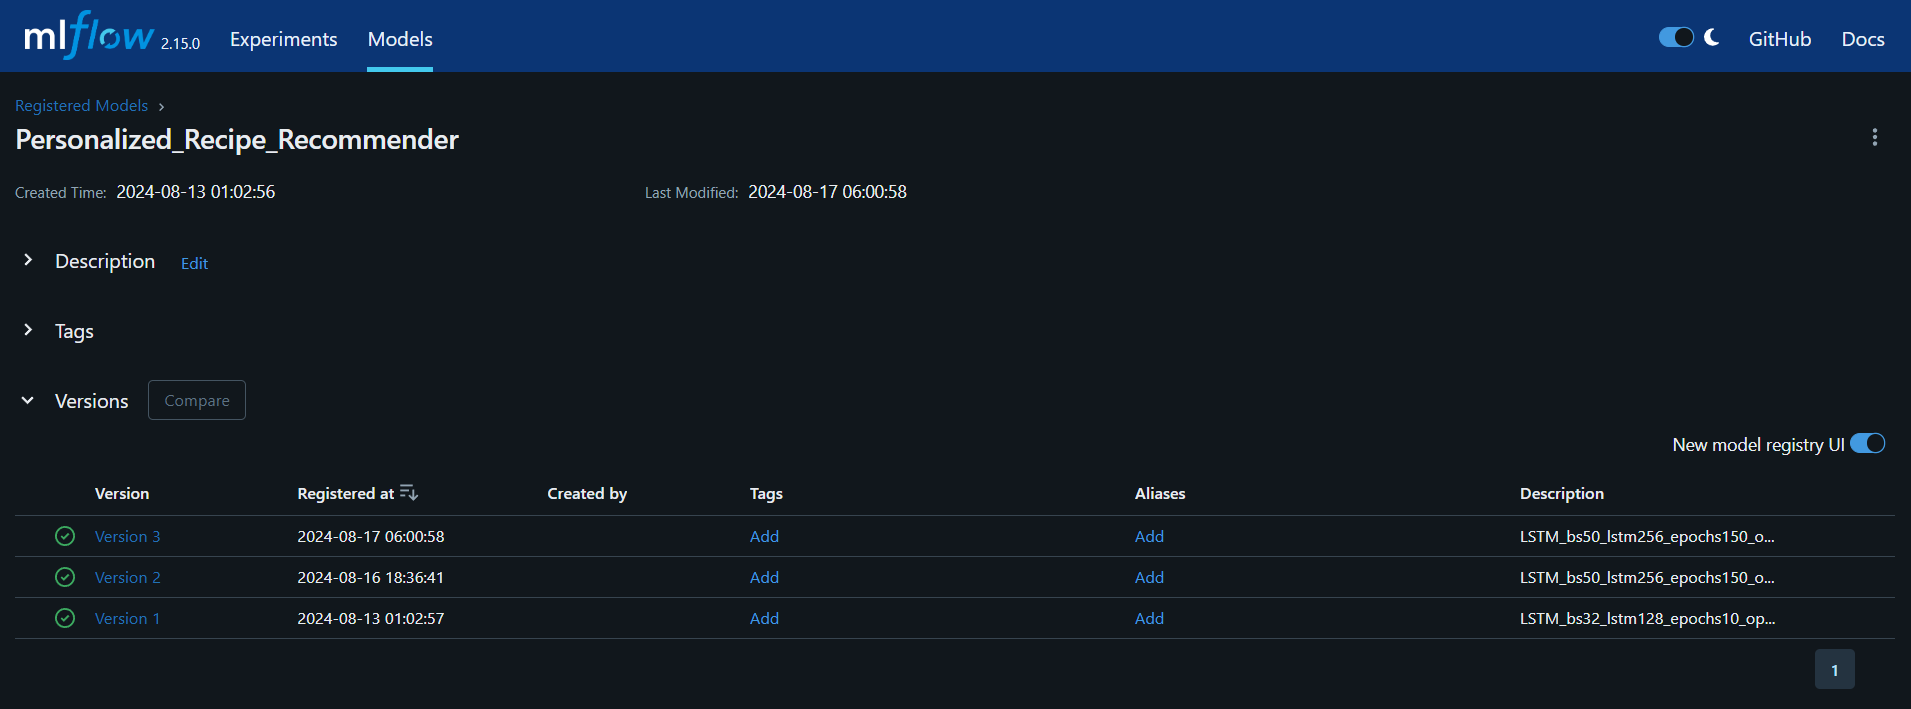 mlflow 2.15.0 Experiments Models GitHub Docs
Registered Models
Personalized_Recipe_Recommender
Created Time: 2024-08-13 01:02:56 Last Modified: 2024-08-17 06:00:58
Description Edit
Tags
Versions Compare
New model registry UI
Version Registered at Created by Tags Aliases Description
Version 3 2024-08-17 06:00:58 Add Add LSTM_bs50_lstm256_epochs150_o...
Version 2 2024-08-16 18:36:41 Add Add LSTM_bs50_lstm256_epochs150_o...
Version 1 2024-08-13 01:02:57 Add Add LSTM_bs32_lstm128_epochs10_op...
1